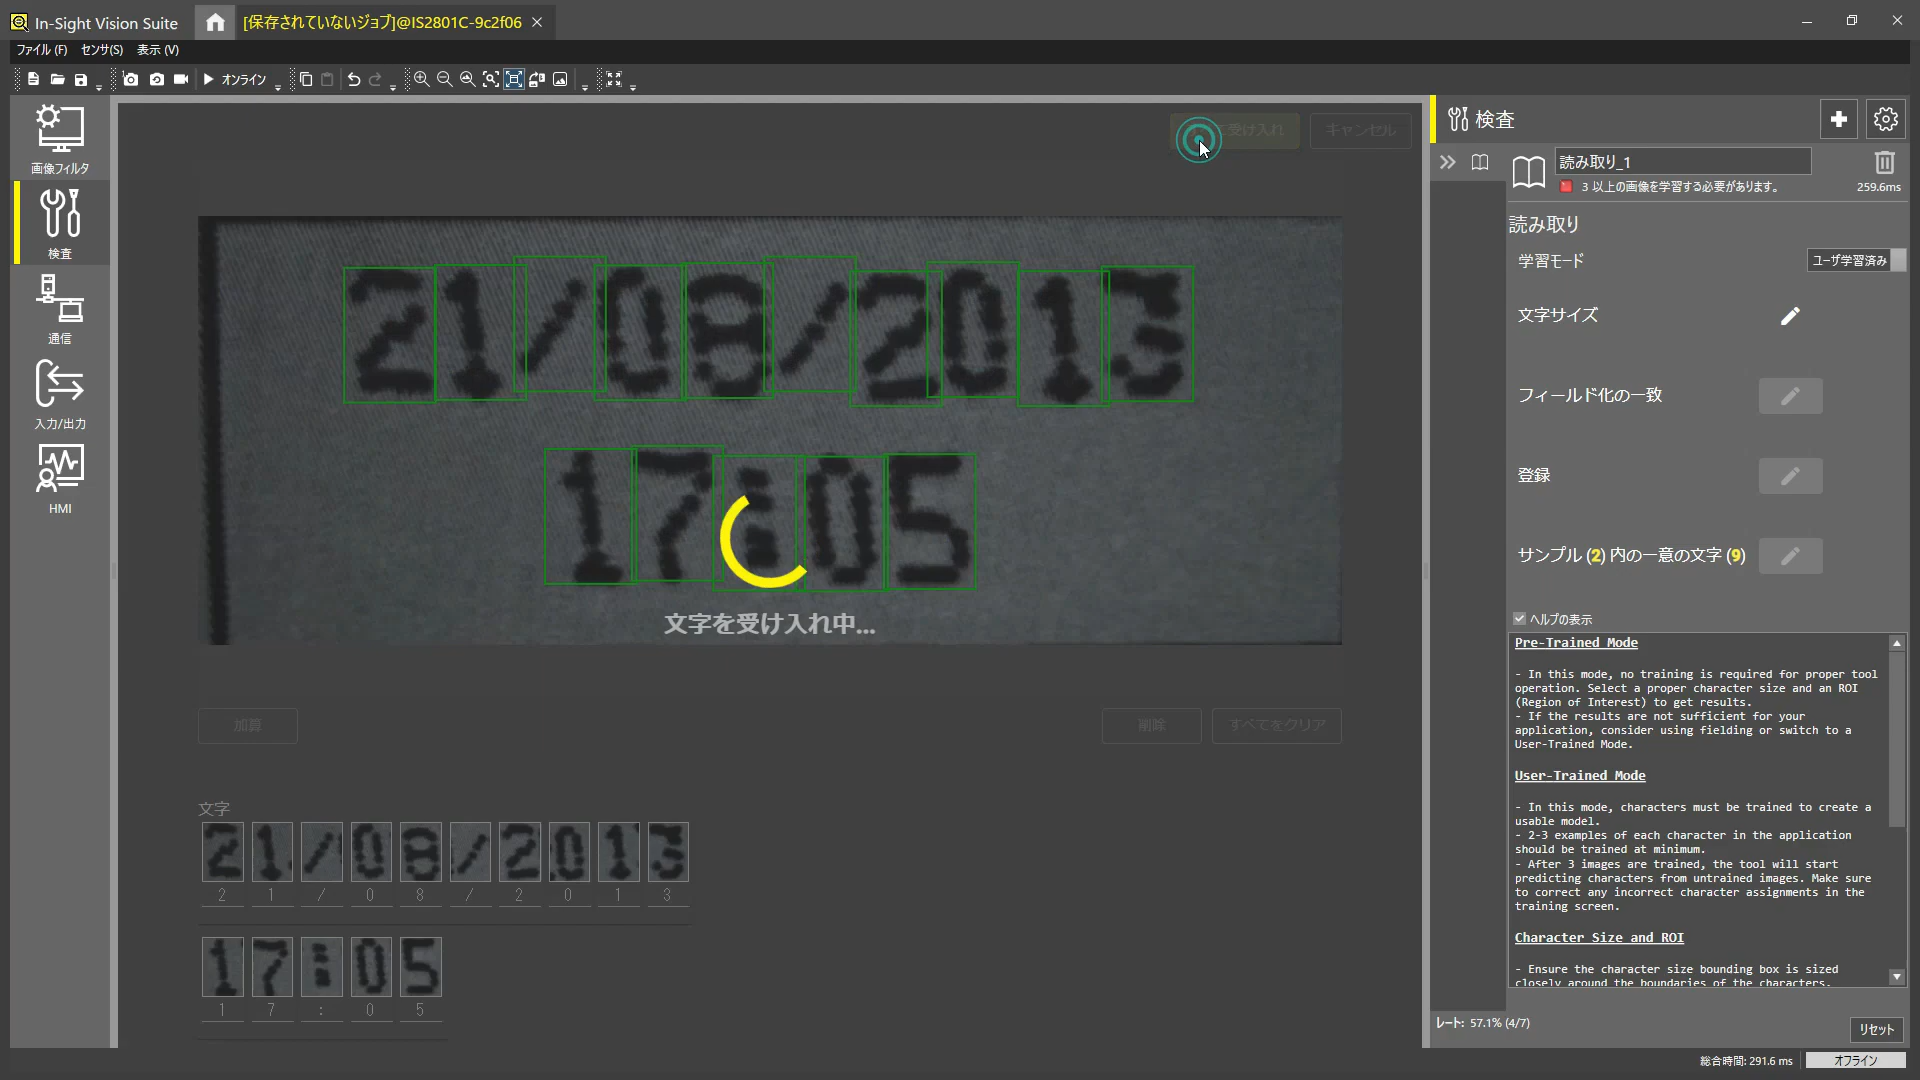 In-Sight Vision Suite
[保存されていないジョブ]@IS2801C-9c2f06
ファイル (F) センサ(S) 表示 (V)
オンライン
画像フィルタ
検査
通信
入力/出力
HMI
受け入れ
キャンセル
21/08/2013
17:05
文字を受け入れ中...
加算
削除
すべてをクリア
文字
21/08/2013
2 1 / 0 8 / 2 0 1 3
17:05
1 7 : 0 5
検査
読み取り_1
3 以上の画像を学習する必要があります。
259.6ms
読み取り
学習モード
ユーザ学習済み
文字サイズ
フィールド化の一致
登録
サンプル (2) 内の一意の文字 (9)
ヘルプの表示
Pre-Trained Mode
- In this mode, no training is required for proper tool
operation. Select a proper character size and an ROI
(Region of Interest) to get results.
- If the results are not sufficient for your
application, consider using fielding or switch to a
User-Trained Mode.
User-Trained Mode
- In this mode, characters must be trained to create a
usable model.
- 2-3 examples of each character in the application
should be trained at minimum.
- After 3 images are trained, the tool will start
predicting characters from untrained images. Make sure
to correct any incorrect character assignments in the
training screen.
Character Size and ROI
- Ensure the character size bounding box is sized
closely around the boundaries of the characters.
レート: 57.1% (4/7)
リセット
総合時間: 291.6 ms
オフライン